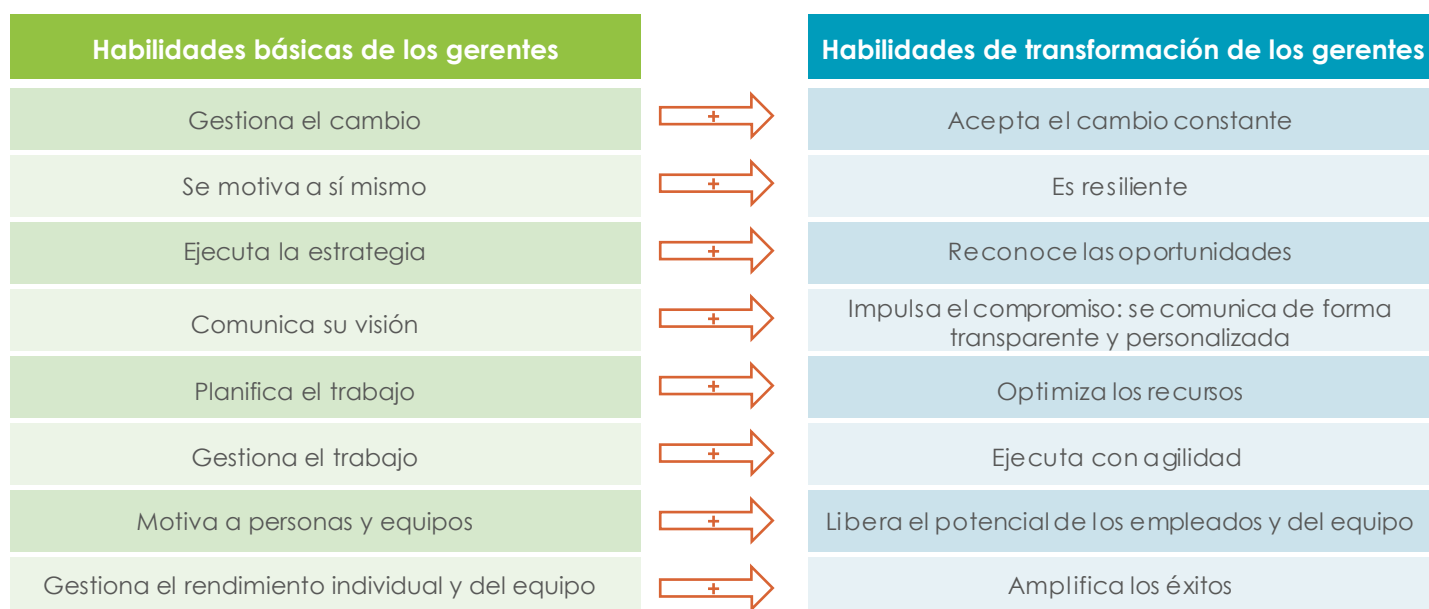 Habilidades básicas de los gerentes
Habilidades de transformación de los gerentes
Gestiona el cambio
+
Acepta el cambio constante
Se motiva a sí mismo
+
Es resiliente
Ejecuta la estrategia
+
Reconoce las oportunidades
Comunica su visión
+
Impulsa el compromiso: se comunica de forma
transparente y personalizada
Planifica el trabajo
+
Optimiza los recursos
Gestiona el trabajo
+
Ejecuta con agilidad
Motiva a personas y equipos
+
Libera el potencial de los empleados y del equipo
Gestiona el rendimiento individual y del equipo
+
Amplifica los éxitos